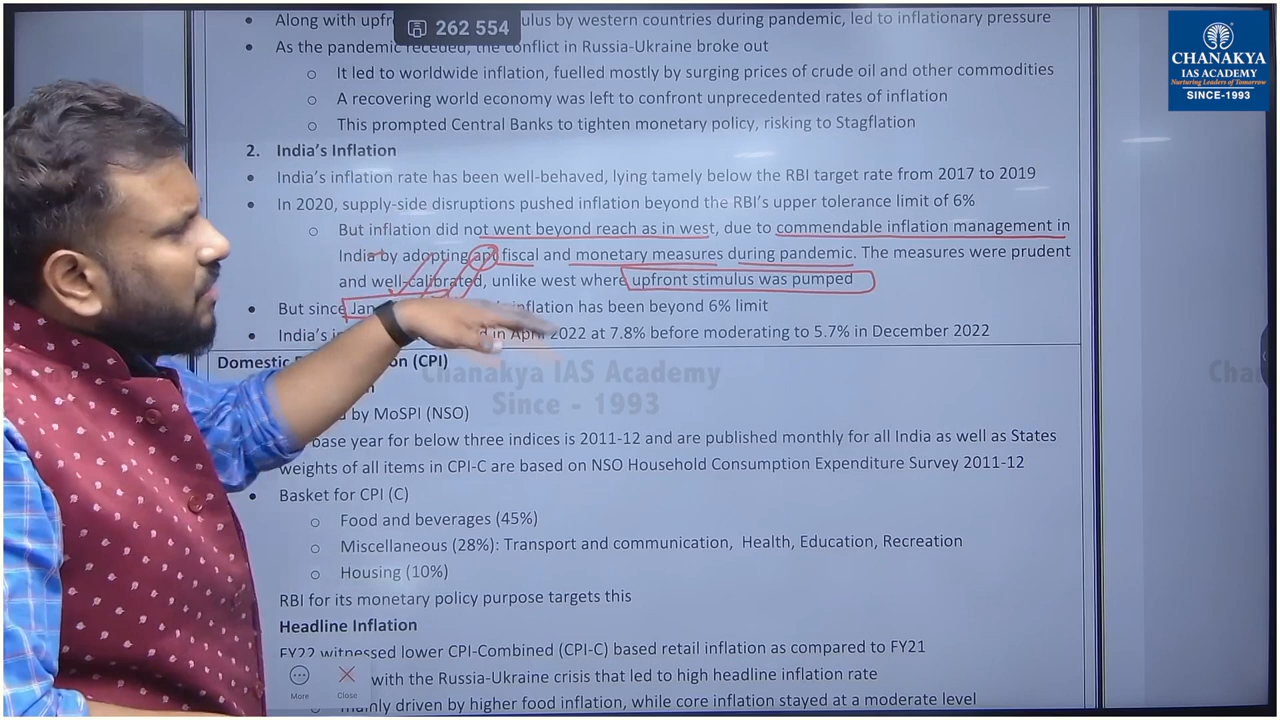 Along with upfr ulus by western countries during pandemic, led to inflationary pressure
262 554
As the pandemic receded, the conflict in Russia-Ukraine broke out
It led to worldwide inflation, fuelled mostly by surging prices of crude oil and other commodities
A recovering world economy was left to confront unprecedented rates of inflation
This prompted Central Banks to tighten monetary policy, risking to Stagflation
2. India's Inflation
India's inflation rate has been well-behaved, lying tamely below the RBI target rate from 2017 to 2019
In 2020, supply-side disruptions pushed inflation beyond the RBI's upper tolerance limit of 6%
But inflation did not went beyond reach as in west, due to commendable inflation management in
India by adopting apt fiscal and monetary measures during pandemic. The measures were prudent
and well-calibrated, unlike west where upfront stimulus was pumped
But since Jan inflation has been beyond 6% limit
India's in d in April 2022 at 7.8% before moderating to 5.7% in December 2022
Domestic on (CPI)
by MoSPI (NSO)
base year for below three indices is 2011-12 and are published monthly for all India as well as States
weights of all items in CPI-C are based on NSO Household Consumption Expenditure Survey 2011-12
Basket for CPI (C)
Food and beverages (45%)
Miscellaneous (28%): Transport and communication, Health, Education, Recreation
Housing (10%)
RBI for its monetary policy purpose targets this
Headline Inflation
FY22 witnessed lower CPI-Combined (CPI-C) based retail inflation as compared to FY21
with the Russia-Ukraine crisis that led to high headline inflation rate
mainly driven by higher food inflation, while core inflation stayed at a moderate level
More Close
CHANAKYA
IAS ACADEMY
Nurturing Leaders of Tomorrow
SINCE-1993
Chanakya IAS Academy
Since - 1993
Cha